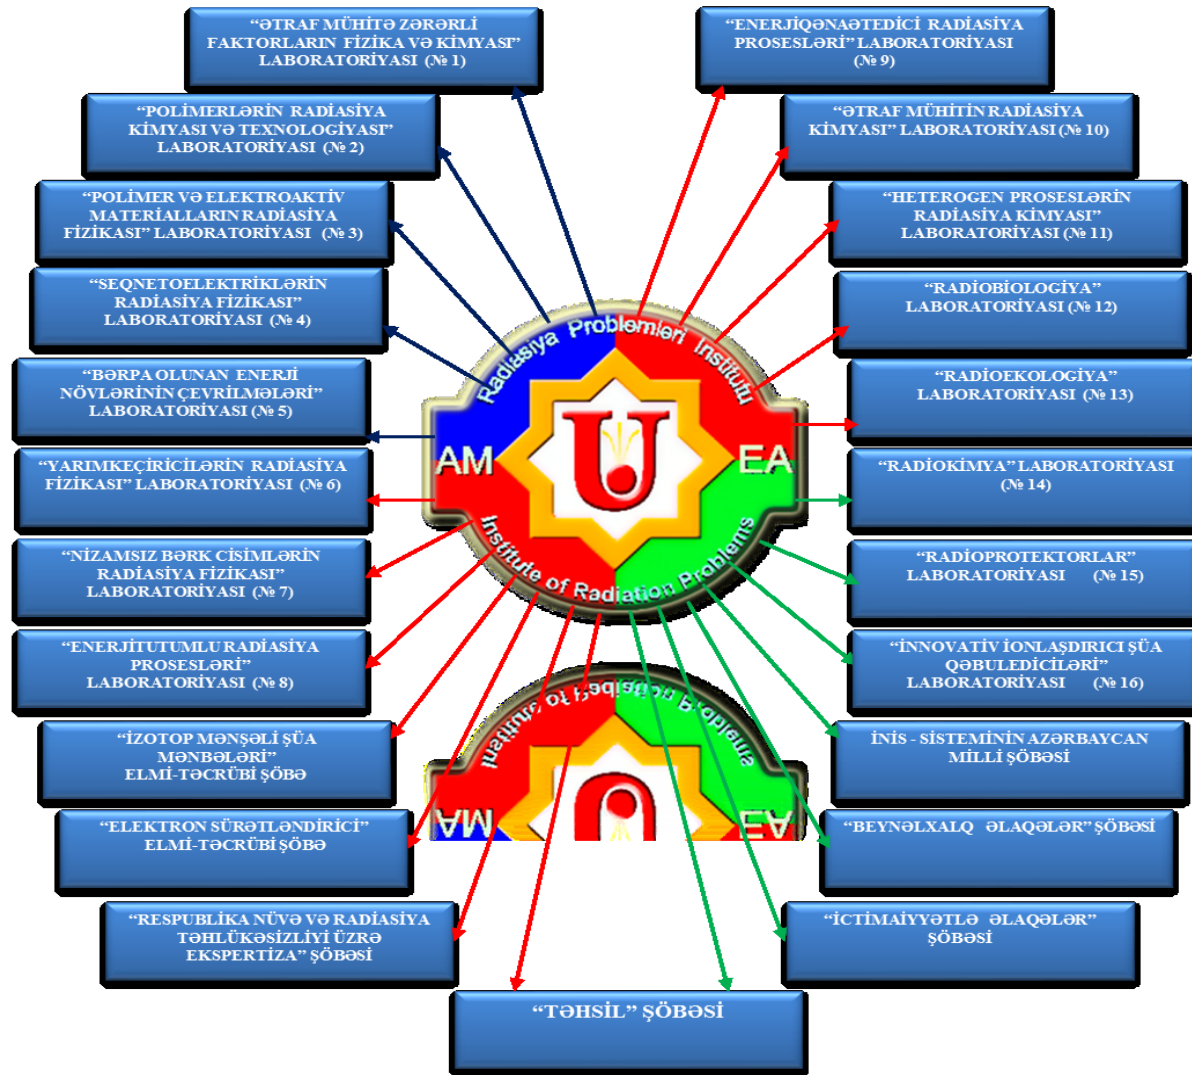 “ƏTRAF MÜHİTƏ ZƏRƏRLİ
FAKTORLARIN FİZİKA VƏ KİMYASI”
LABORATORİYASI (№ 1)
“POLİMERLƏRİN RADİASİYA
KİMYASI VƏ TEXNOLOGİYASI”
LABORATORİYASI (№ 2)
“POLİMER VƏ ELEKTROAKTİV
MATERİALLARIN RADİASİYA
FİZİKASI” LABORATORİYASI (№ 3)
“SEQNETOELEKTRİKLƏRİN
RADİASİYA FİZİKASI”
LABORATORİYASI (№ 4)
“BƏRPA OLUNAN ENERJİ
NÖVLƏRİNİN ÇEVRİLMƏLƏRİ”
LABORATORİYASI (№ 5)
“YARIMKEÇİRİCİLƏRİN RADİASİYA
FİZİKASI” LABORATORİYASI (№ 6)
“NİZAMSIZ BƏRK CİSİMLƏRİN
RADİASİYA FİZİKASI”
LABORATORİYASI (№ 7)
“ENERJİTUTUMLU RADİASİYA
PROSESLƏRİ”
LABORATORİYASI (№ 8)
“İZOTOP MƏNŞƏLİ ŞÜA
MƏNBƏLƏRİ”
ELMİ-TƏCRÜBİ ŞÖBƏ
“ELEKTRON SÜRƏTLƏNDİRİCİ”
ELMİ-TƏCRÜBİ ŞÖBƏ
“RESPUBLİKA NÜVƏ VƏ RADİASİYA
TƏHLÜKƏSİZLİYİ ÜZRƏ
EKSPERTİZA” ŞÖBƏSİ
“TƏHSİL” ŞÖBƏSİ
“ENERJİQƏNAƏTEDİCİ RADİASİYA
PROSESLƏRİ” LABORATORİYASI
(№ 9)
“ƏTRAF MÜHİTİN RADİASİYA
KİMYASI” LABORATORİYASI (№ 10)
“HETEROGEN PROSESLƏRİN
RADİASİYA KİMYASI”
LABORATORİYASI (№ 11)
“RADİOBİOLOGİYA”
LABORATORİYASI (№ 12)
“RADİOEKOLOGİYA”
LABORATORİYASI (№ 13)
“RADİOKİMYA” LABORATORİYASI
(№ 14)
“RADİOPROTEKTORLAR”
LABORATORİYASI (№ 15)
“İNNOVATİV İONLAŞDIRICI ŞÜA
QƏBULEDİCİLƏRİ”
LABORATORİYASI (№ 16)
İNİS - SİSTEMİNİN AZƏRBAYCAN
MİLLİ ŞÖBƏSİ
“BEYNƏLXALQ ƏLAQƏLƏR” ŞÖBƏSİ
“İCTİMAİYYƏTLƏ ƏLAQƏLƏR”
ŞÖBƏSİ
Radiasiya Problemləri Institutu
AM EA
Institute of Radiation Problems
Institute of Radiation Problems
AM EA